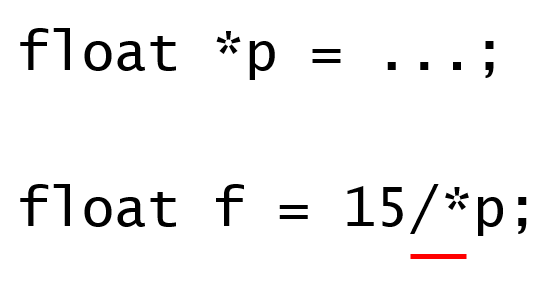 float *p = ...;
float f = 15/*p;